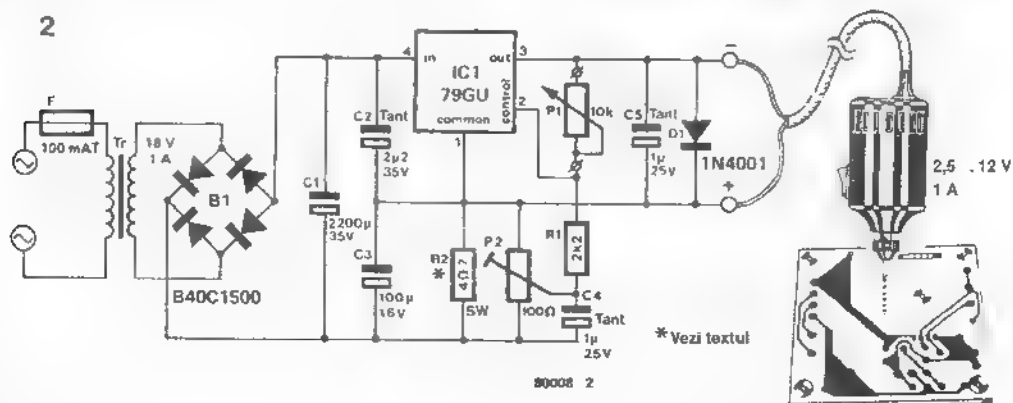 2
F
100 mAT
Tr
18 V
1 A
B1
B40C1500
C1
2200µ
35V
C2 Tant
2µ2
35V
C3
100µ
16V
4
in
IC1
79GU
common
1
out
3
control
2
P1
10k
C5 Tant
1µ
25V
D1
1N4001
−
+
2,5 . . 12 V
1 A
R2
*
4Ω7
5W
P2
100Ω
R1
2k2
C4
Tant
1µ
25V
* Vezi textul
80008 2